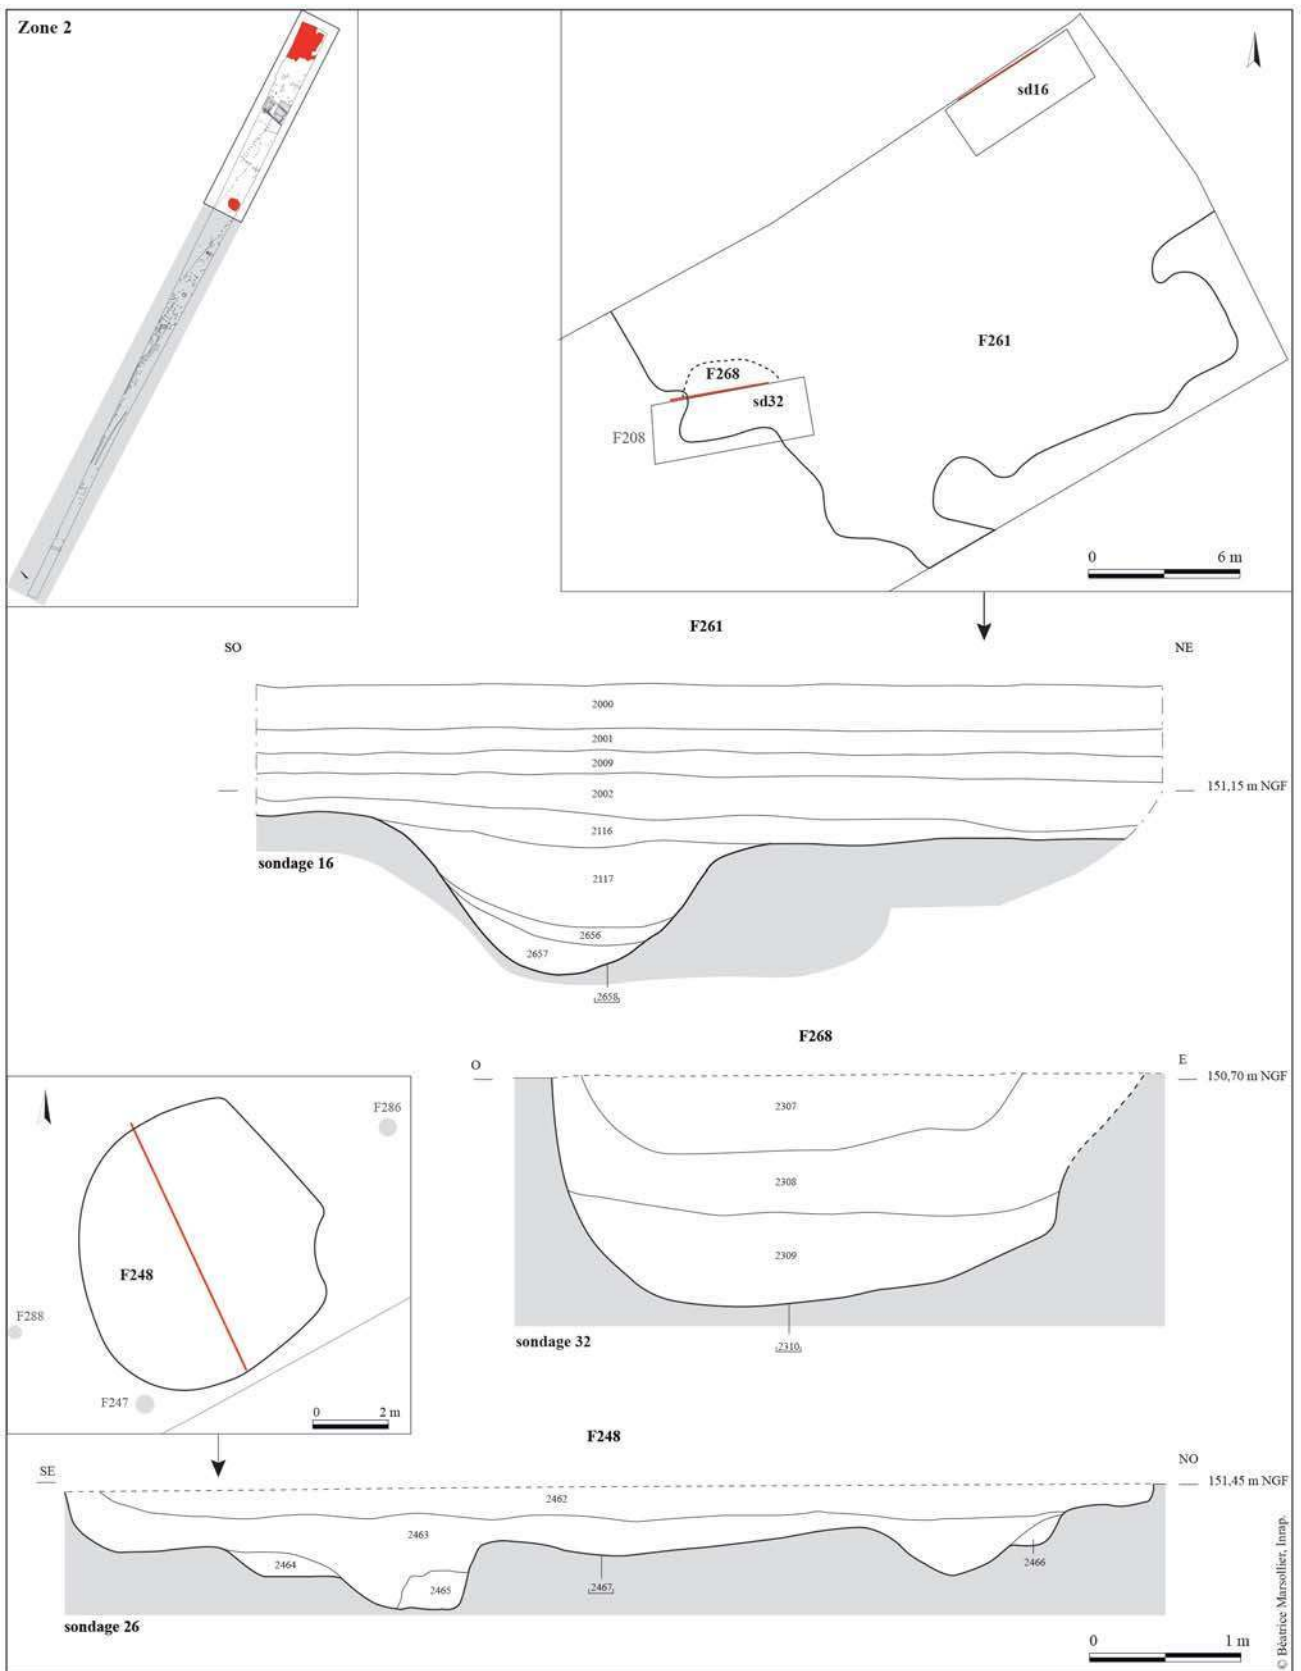 Zone 2
sd16
F261
F268
sd32
F208
0 6 m
F261
SO NE
2000
2001
2009
2002
151,15 m NGF
2116
sondage 16
2117
2656
2657
2658
F268
O E
150,70 m NGF
2307
2308
2309
sondage 32
2310
F286
F248
F288
F247
0 2 m
F248
SE NO
151,45 m NGF
2462
2463
2464
2465
2467
2466
sondage 26
0 1 m
© Béatrice Marsollier, Inrap.